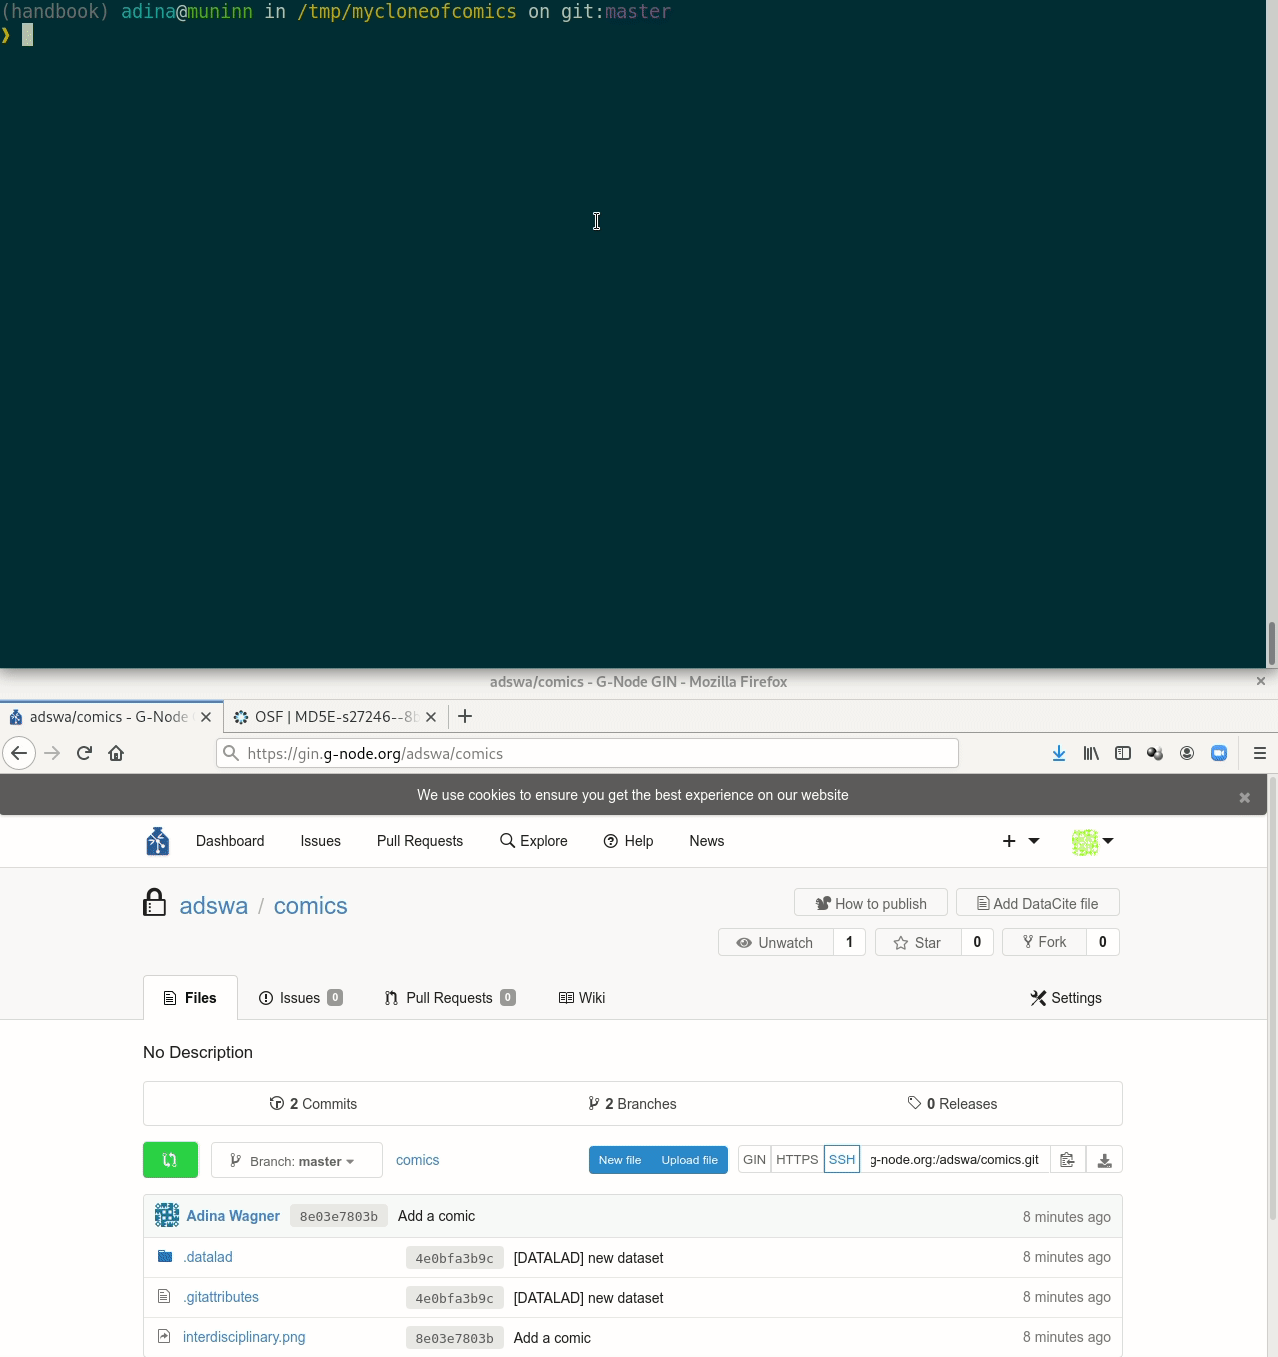 (handbook) adina@muninn in /tmp/mycloneofcomics on git:master
❯
adswa/comics - G-Node GIN - Mozilla Firefox ×
adswa/comics - G-Node × OSF | MD5E-s27246--8b × +
https://gin.g-node.org/adswa/comics
We use cookies to ensure you get the best experience on our website ×
Dashboard Issues Pull Requests Explore Help News +
adswa / comics How to publish Add DataCite file
Unwatch 1 Star 0 Fork 0
Files Issues 0 Pull Requests 0 Wiki Settings
No Description
2 Commits 2 Branches 0 Releases
Branch: master comics New file Upload file GIN HTTPS SSH g-node.org:/adswa/comics.git
Adina Wagner 8e03e7803b Add a comic 8 minutes ago
.datalad 4e0bfa3b9c [DATALAD] new dataset 8 minutes ago
.gitattributes 4e0bfa3b9c [DATALAD] new dataset 8 minutes ago
interdisciplinary.png 8e03e7803b Add a comic 8 minutes ago